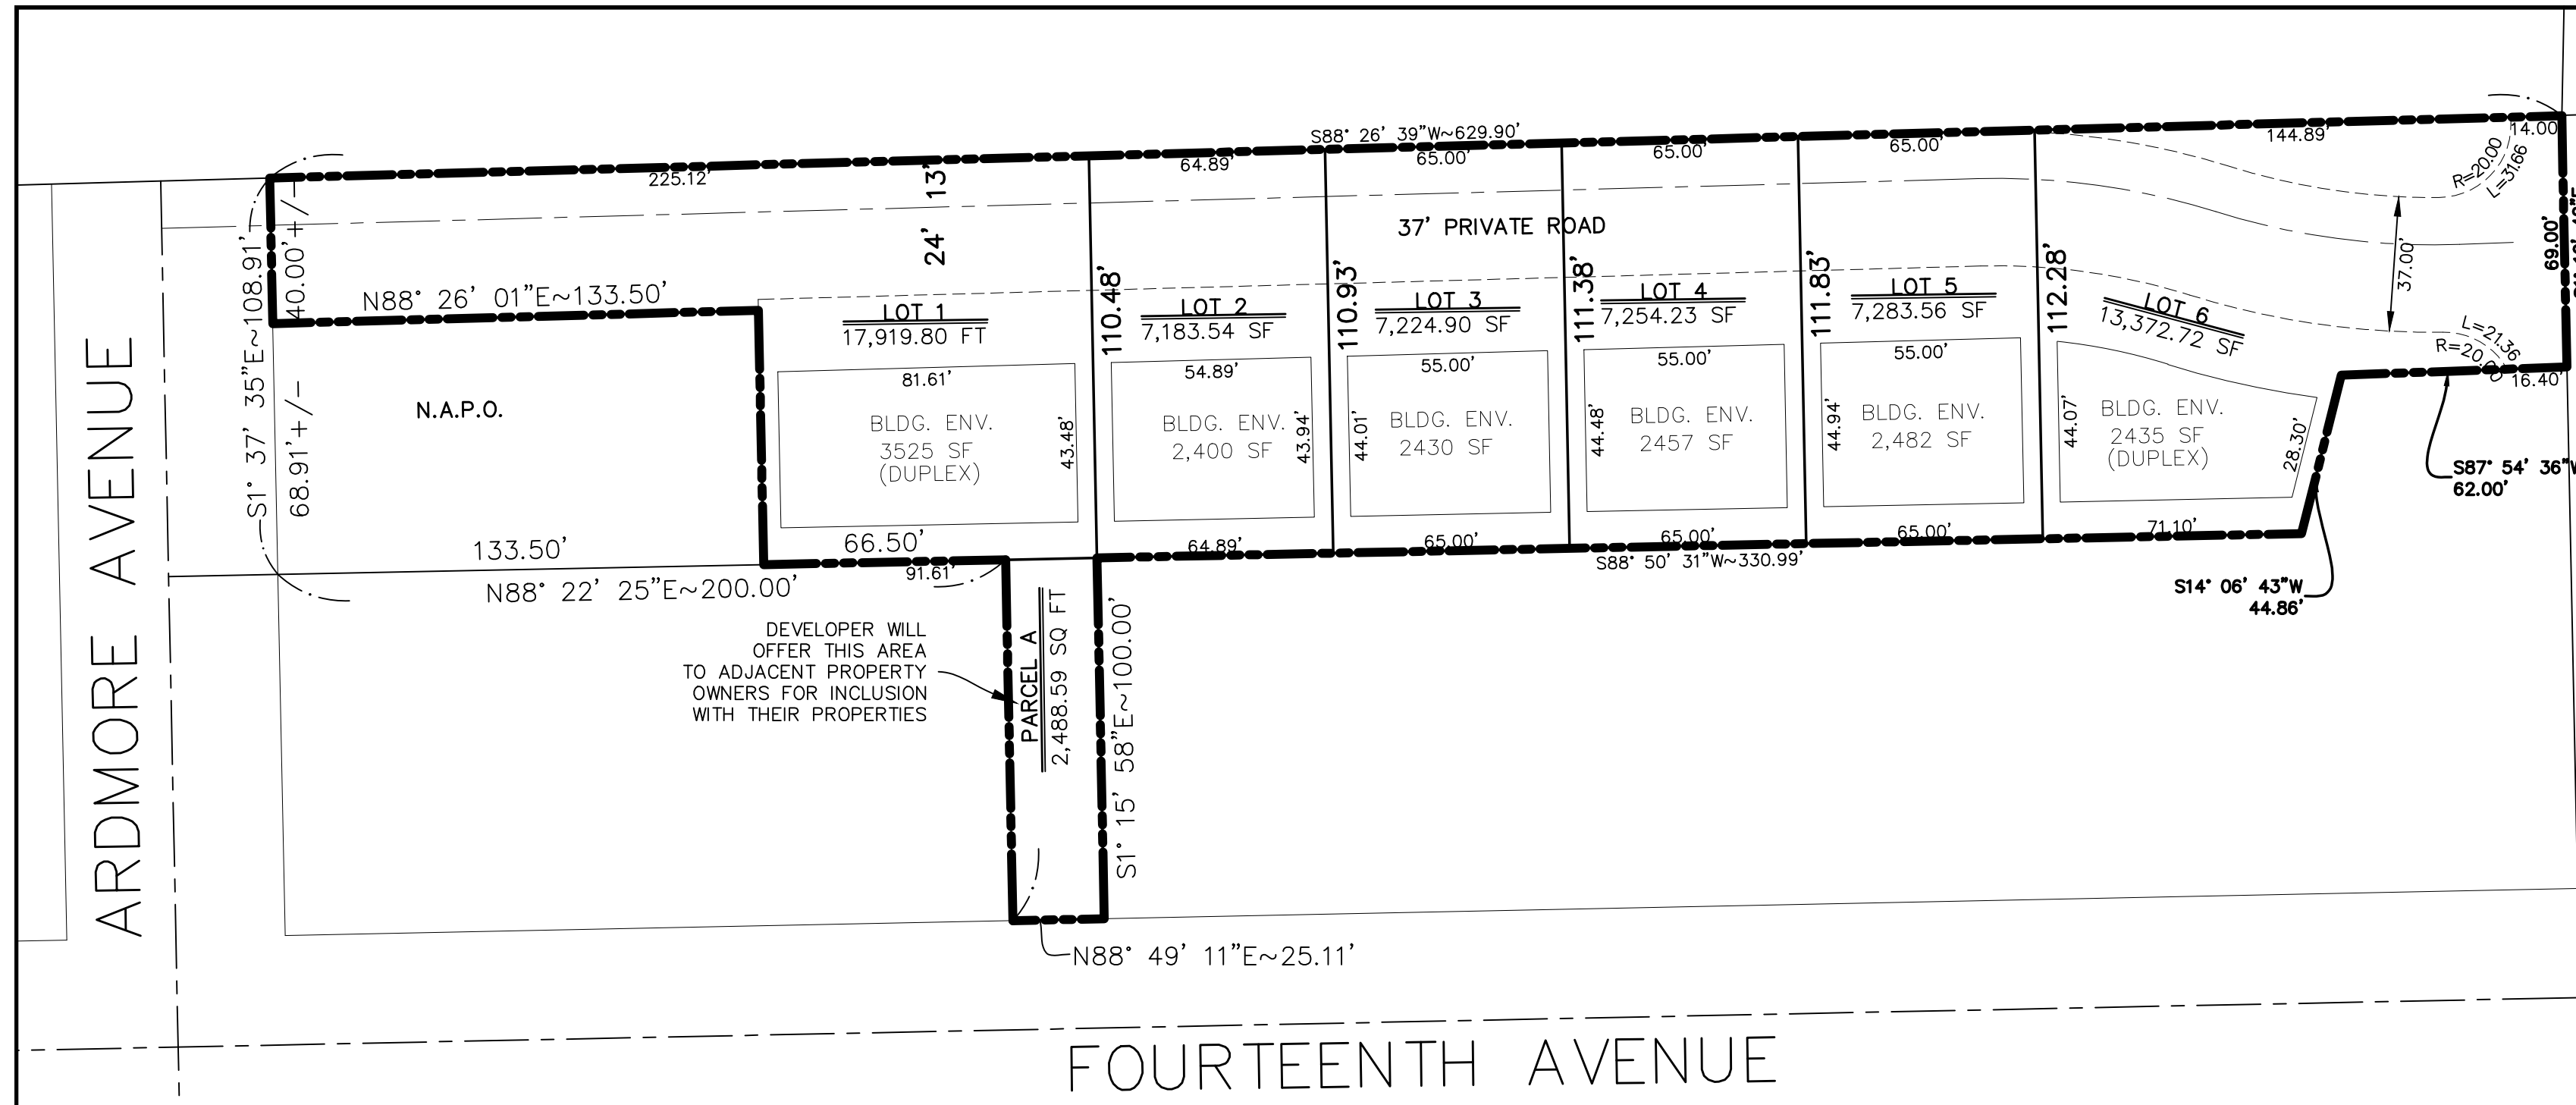 S88° 26' 39"W~629.90'
225.12'
64.89'
65.00'
65.00'
65.00'
144.89'
14.00
13'
24'
37' PRIVATE ROAD
R=20.00
L=31.66
37.00'
69.00'
L=21.36
R=20.00
16.40'
S1° 37' 35"E~108.91'
40.00'+/-
68.91'+/-
N88° 26' 01"E~133.50'
N.A.P.O.
133.50'
N88° 22' 25"E~200.00'
LOT 1
17,919.80 FT
81.61'
BLDG. ENV.
3525 SF
(DUPLEX)
43.48'
66.50'
91.61'
110.48'
LOT 2
7,183.54 SF
54.89'
BLDG. ENV.
2,400 SF
43.94'
64.89'
110.93'
LOT 3
7,224.90 SF
55.00'
44.01'
BLDG. ENV.
2430 SF
65.00'
111.38'
LOT 4
7,254.23 SF
55.00'
44.48'
BLDG. ENV.
2457 SF
65.00'
111.83'
LOT 5
7,283.56 SF
55.00'
44.94'
BLDG. ENV.
2,482 SF
65.00'
112.28'
LOT 6
13,372.72 SF
44.07'
BLDG. ENV.
2435 SF
(DUPLEX)
28.30'
71.10'
S88° 50' 31"W~330.99'
S87° 54' 36"W
62.00'
S14° 06' 43"W
44.86'
DEVELOPER WILL
OFFER THIS AREA
TO ADJACENT PROPERTY
OWNERS FOR INCLUSION
WITH THEIR PROPERTIES
PARCEL A
2,488.59 SQ FT
S1° 15' 58"E~100.00'
N88° 49' 11"E~25.11'
ARDMORE AVENUE
FOURTEENTH AVENUE